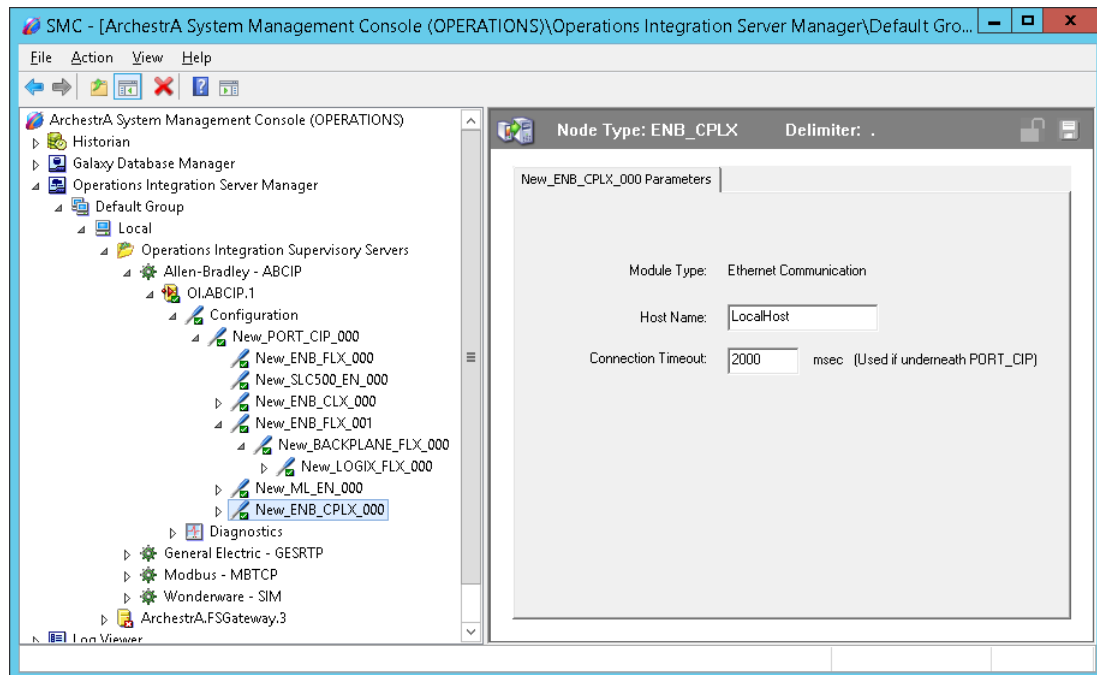 SMC - [ArchestrA System Management Console (OPERATIONS)\Operations Integration Server Manager\Default Gro...
File Action View Help
ArchestrA System Management Console (OPERATIONS)
Historian
Galaxy Database Manager
Operations Integration Server Manager
Default Group
Local
Operations Integration Supervisory Servers
Allen-Bradley - ABCIP
OI.ABCIP.1
Configuration
New_PORT_CIP_000
New_ENB_FLX_000
New_SLC500_EN_000
New_ENB_CLX_000
New_ENB_FLX_001
New_BACKPLANE_FLX_000
New_LOGIX_FLX_000
New_ML_EN_000
New_ENB_CPLX_000
Diagnostics
General Electric - GESRTP
Modbus - MBTCP
Wonderware - SIM
ArchestrA.FSGateway.3
Log Viewer
Node Type: ENB_CPLX Delimiter: .
New_ENB_CPLX_000 Parameters
Module Type: Ethernet Communication
Host Name: LocalHost
Connection Timeout: 2000 msec (Used if underneath PORT_CIP)